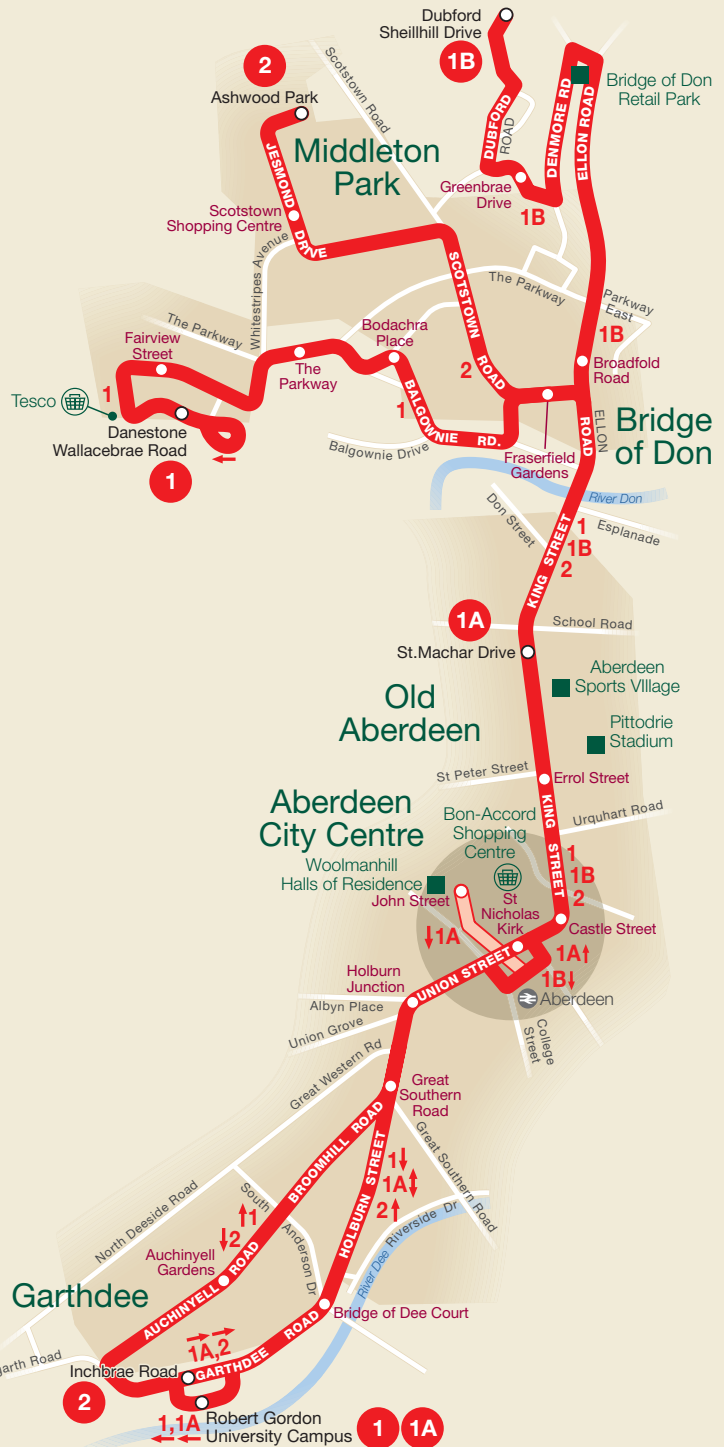 Dubford
Sheillhill Drive
2
1B
Ashwood Park
Scotstown Road
Bridge of Don
Retail Park
DUBFORD
ROAD
DENMORE RD
ELLON ROAD
Middleton
Park
JESMOND
DRIVE
Greenbrae
Drive
1B
Scotstown
Shopping Centre
Whitestripes Avenue
SCOTSTOWN
ROAD
The Parkway
Parkway
East
The Parkway
Bodachra
Place
1B
Fairview
Street
The
Parkway
2
Broadfold
Road
1
Tesco
1
BALGOWNIE RD.
ELLON
ROAD
Danestone
Wallacebrae Road
Bridge
of Don
Balgownie Drive
Fraserfield
Gardens
1
River Don
Don Street
Esplanade
KING STREET
1
1B
2
1A
School Road
St.Machar Drive
Aberdeen
Sports VIllage
Old
Aberdeen
Pittodrie
Stadium
St Peter Street
Errol Street
Aberdeen
City Centre
Bon-Accord
Shopping
Centre
KING STREET
Urquhart Road
Woolmanhill
Halls of Residence
John Street
1
1B
2
St
Nicholas
Kirk
Castle Street
1A
1A
UNION STREET
1B
Holburn
Junction
Aberdeen
Albyn Place
Union Grove
College
Street
Great Western Rd
Great
Southern
Road
BROOMHILL ROAD
HOLBURN STREET
Great Southern Road
1
1A
2
North Deeside Road
South
Anderson Dr
1
2
Riverside Dr
River Dee
Auchinyell
Gardens
AUCHINYELL
ROAD
Garthdee
Bridge of Dee Court
GARTHDEE
ROAD
1A,2
garth Road
Inchbrae Road
2
1,1A
Robert Gordon
University Campus
1
1A